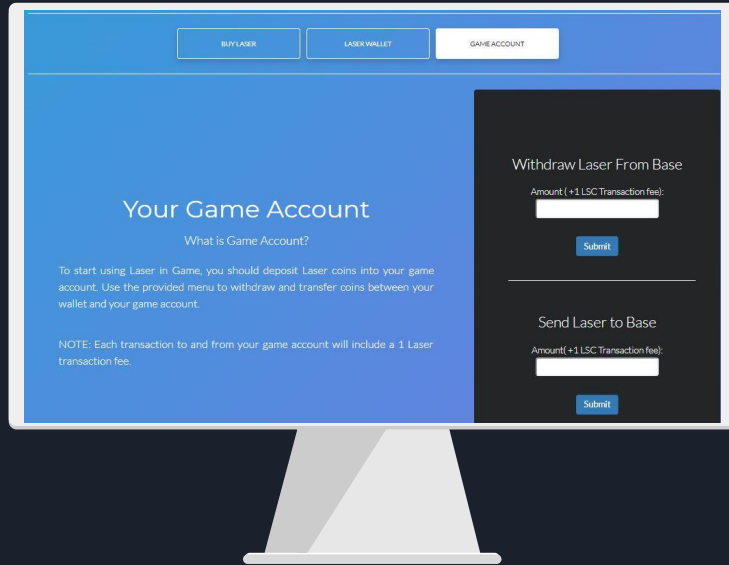 BUY LASER
LASER WALLET
GAME ACCOUNT
Your Game Account
What is Game Account?
To start using Laser in Game, you should deposit Laser coins into your game
account. Use the provided menu to withdraw and transfer coins between your
wallet and your game account.
NOTE: Each transaction to and from your game account will include a 1 Laser
transaction fee.
Withdraw Laser From Base
Amount ( +1 LSC Transaction fee):
Submit
Send Laser to Base
Amount( +1 LSC Transaction fee):
Submit